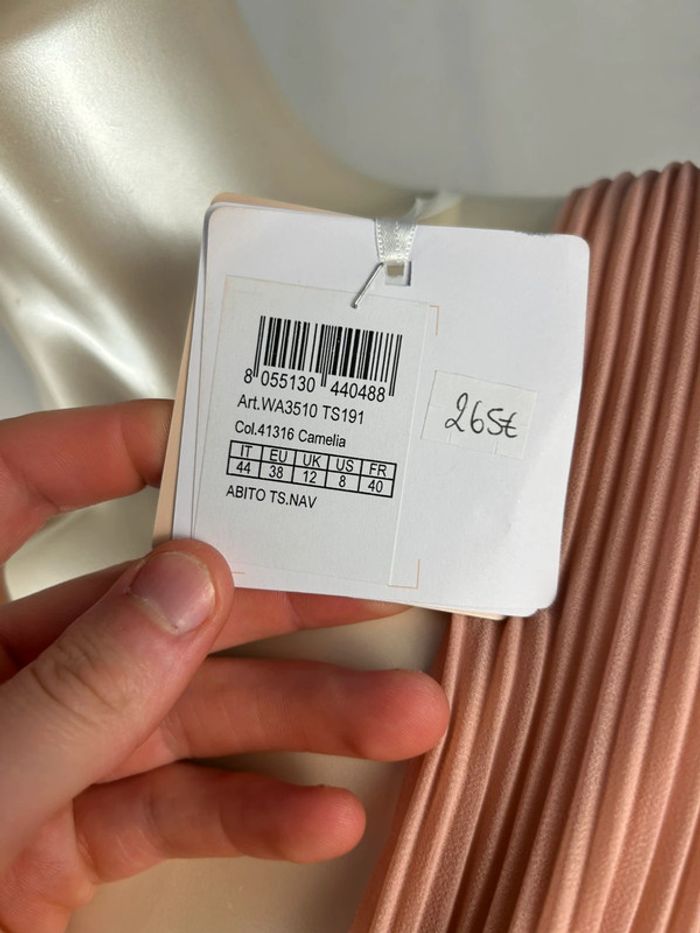 8 055130 440488
Art.WA3510 TS191
Col.41316 Camelia
IT EU UK US FR
44 38 12 8 40
ABITO TS.NAV
265€